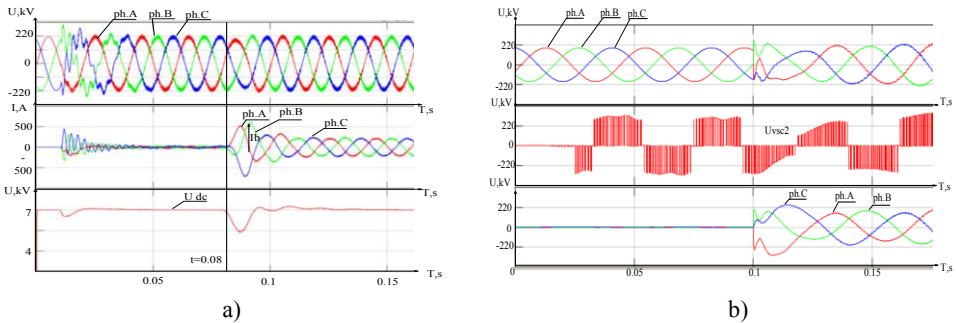 U,kV
ph.A
ph.B
ph.C
220
0
-220
T,s
I,A
ph.A
ph.B
ph.C
Ib
500
0
-
500
T,s
U,kV
U dc
7
4
t=0.08
T,s
0.05
0.1
0.15
a)
U,kV
ph.A
ph.B
ph.C
220
0
-220
T,s
U,kV
Uvsc2
220
0
-220
T,s
U,kV
ph.C
ph.A
ph.B
220
0
-220
T,s
0
0.05
0.1
0.15
b)